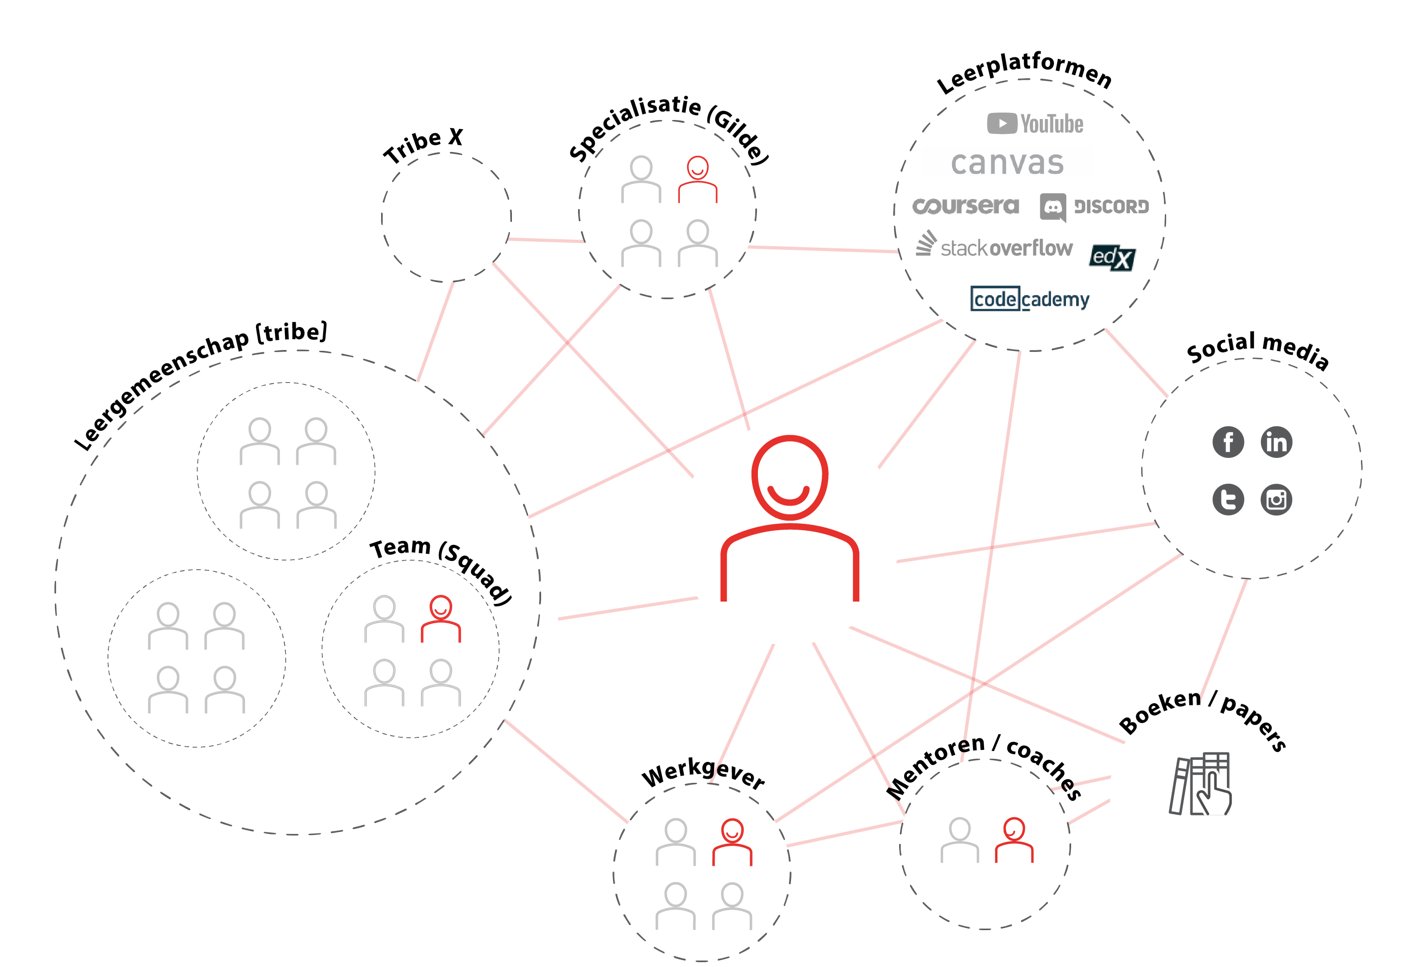 Leerplatformen
YouTube
canvas
coursera
DISCORD
stackoverflow
edX
codecademy
Specialisatie (Gilde)
Tribe X
Social media
f
in
t
Leergemeenschap [tribe]
Team (Squad)
Boeken / papers
Mentoren / coaches
Werkgever